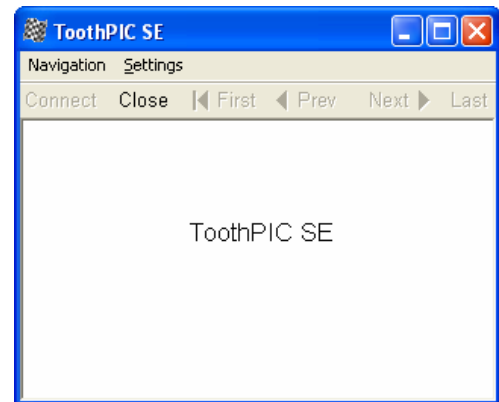 ToothPIC SE
Navigation Settings
Connect Close First Prev Next Last
ToothPIC SE